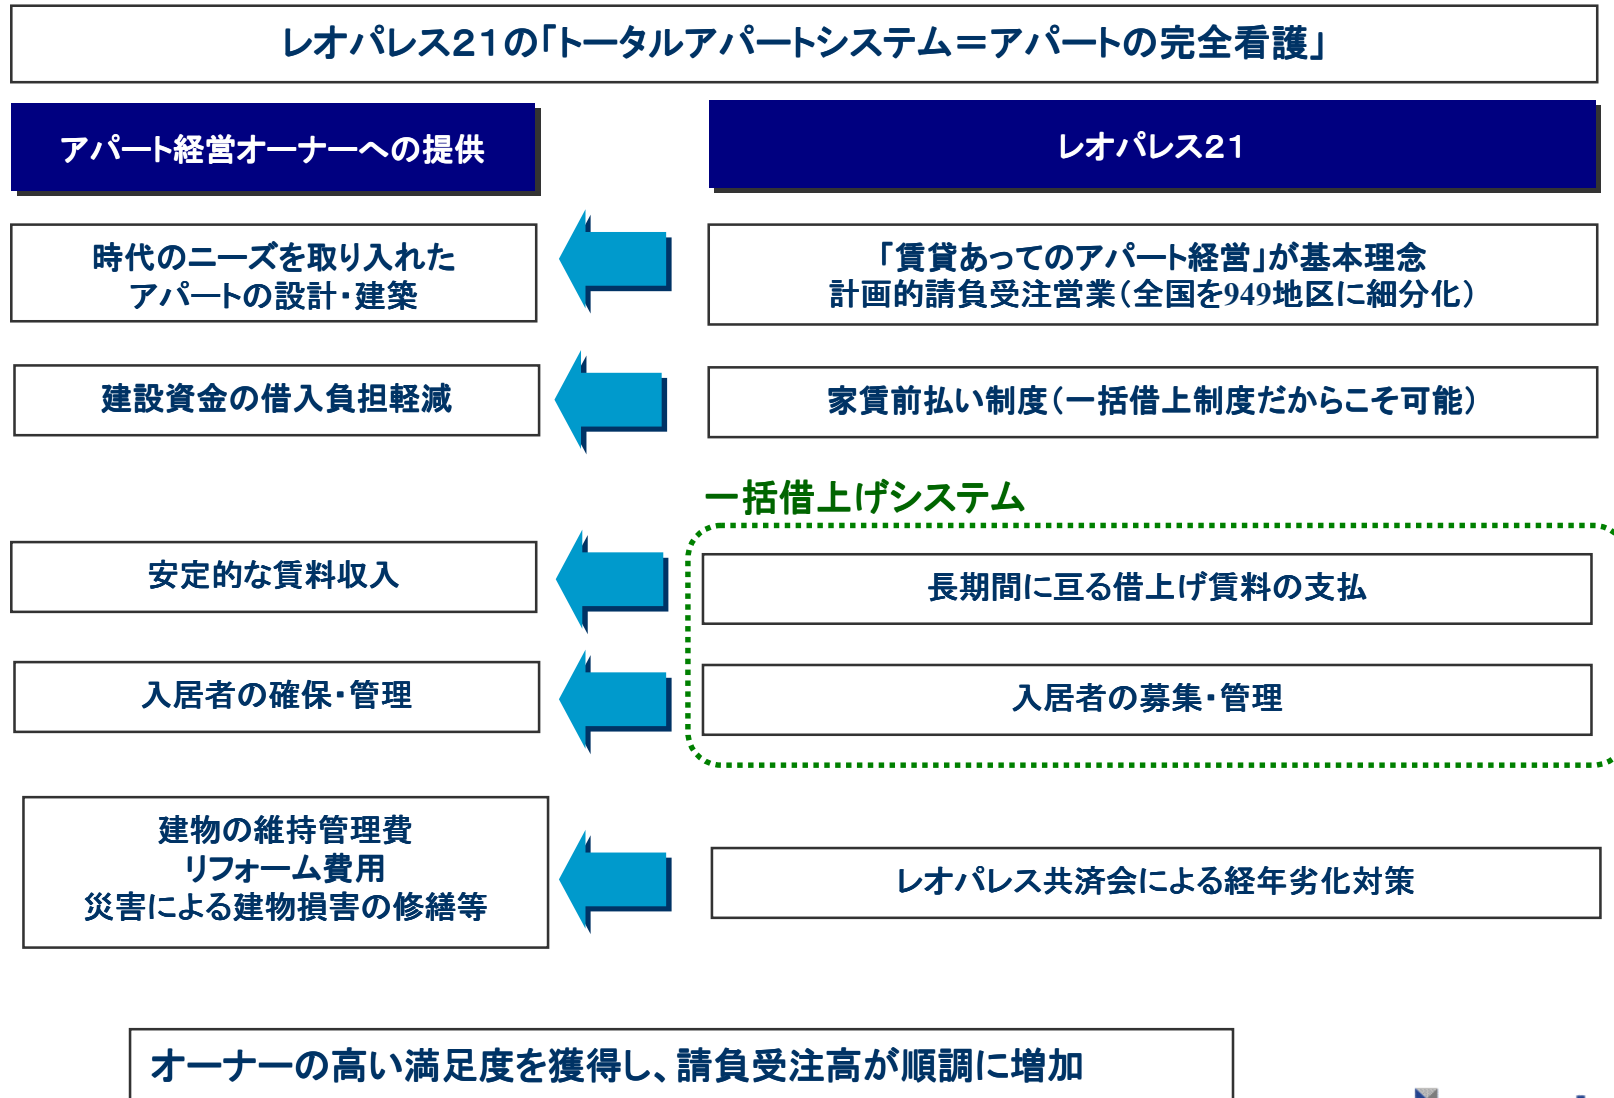 レオパレス21の「トータルアパートシステム＝アパートの完全看護」
アパート経営オーナーへの提供
レオパレス21
時代のニーズを取り入れた
アパートの設計・建築
「賃貸あってのアパート経営」が基本理念
計画的請負受注営業（全国を949地区に細分化）
建設資金の借入負担軽減
家賃前払い制度（一括借上制度だからこそ可能）
一括借上げシステム
安定的な賃料収入
長期間に亘る借上げ賃料の支払
入居者の確保・管理
入居者の募集・管理
建物の維持管理費
リフォーム費用
災害による建物損害の修繕等
レオパレス共済会による経年劣化対策
オーナーの高い満足度を獲得し、請負受注高が順調に増加